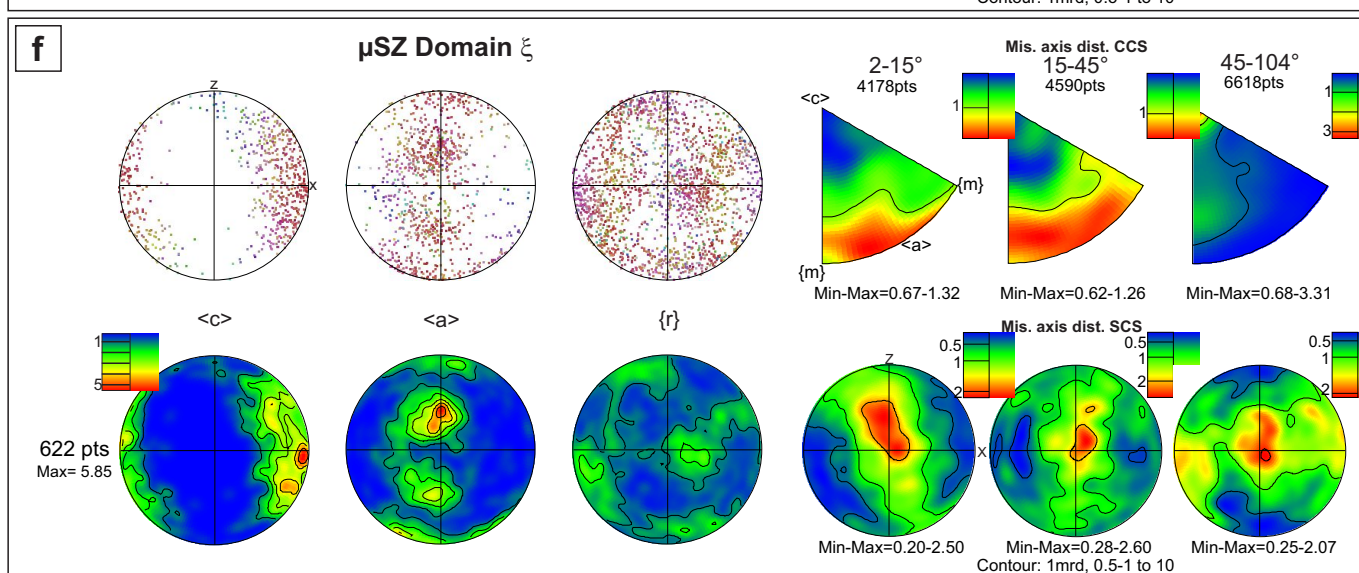 Contour: 1mrd, 0.5-1 to 10
f
µSZ Domain ξ
Mis. axis dist. CCS
2-15°
4178pts
15-45°
4590pts
45-104°
6618pts
z
x
<c>
1
1
1
3
{m}
<a>
{m}
Min-Max=0.67-1.32
Min-Max=0.62-1.26
Min-Max=0.68-3.31
<c>
<a>
{r}
Mis. axis dist. SCS
1
5
0.5
1
2
0.5
1
2
0.5
1
2
z
x
622 pts
Max= 5.85
Min-Max=0.20-2.50
Min-Max=0.28-2.60
Min-Max=0.25-2.07
Contour: 1mrd, 0.5-1 to 10